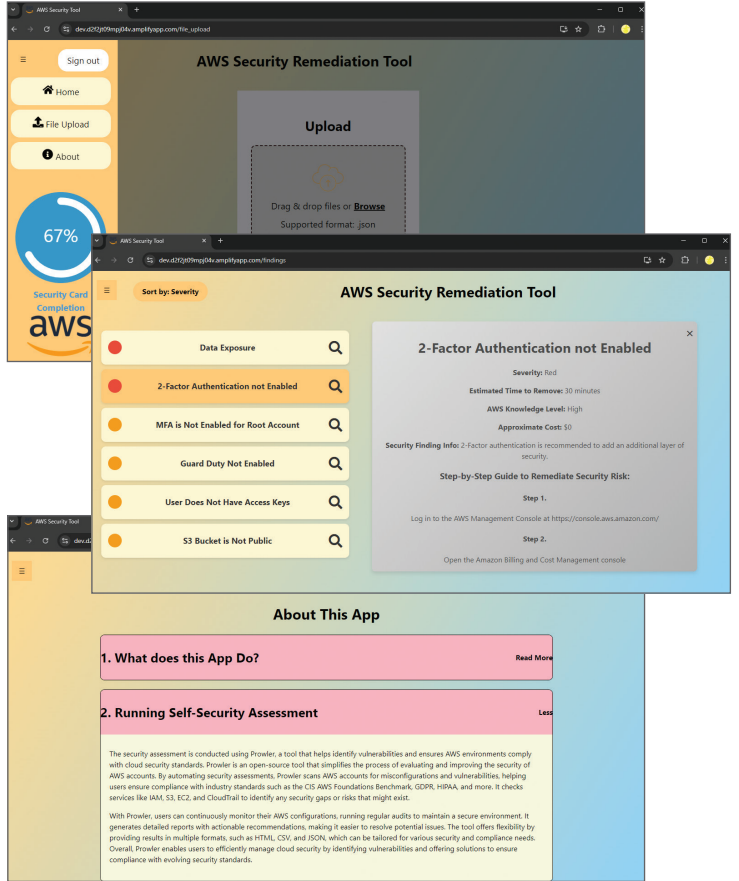 AWS Security Tool
dev.d2f2jt09mpj04v.amplifyapp.com/file_upload
Sign out
AWS Security Remediation Tool
Home
File Upload
About
Upload
Drag & drop files or Browse
Supported format: .json
67%
Security Card
Completion
aws
AWS Security Tool
dev.d2f2jt09mpj04v.amplifyapp.com/findings
Sort by: Severity
AWS Security Remediation Tool
Data Exposure
2-Factor Authentication not Enabled
MFA is Not Enabled for Root Account
Guard Duty Not Enabled
User Does Not Have Access Keys
S3 Bucket is Not Public
2-Factor Authentication not Enabled
Severity: Red
Estimated Time to Remove: 30 minutes
AWS Knowledge Level: High
Approximate Cost: $0
Security Finding Info: 2-Factor authentication is recommended to add an additional layer of
security.
Step-by-Step Guide to Remediate Security Risk:
Step 1.
Log in to the AWS Management Console at https://console.aws.amazon.com/
Step 2.
Open the Amazon Billing and Cost Management console
AWS Security Tool
About This App
1. What does this App Do?
Read More
2. Running Self-Security Assessment
Less
The security assessment is conducted using Prowler, a tool that helps identify vulnerabilities and ensures AWS environments comply
with cloud security standards. Prowler is an open-source tool that simplifies the process of evaluating and improving the security of
AWS accounts. By automating security assessments, Prowler scans AWS accounts for misconfigurations and vulnerabilities, helping
users ensure compliance with industry standards such as the CIS AWS Foundations Benchmark, GDPR, HIPAA, and more. It checks
services like IAM, S3, EC2, and CloudTrail to identify any security gaps or risks that might exist.
With Prowler, users can continuously monitor their AWS configurations, running regular audits to maintain a secure environment. It
generates detailed reports with actionable recommendations, making it easier to resolve potential issues. The tool offers flexibility by
providing results in multiple formats, such as HTML, CSV, and JSON, which can be tailored for various security and compliance needs.
Overall, Prowler enables users to efficiently manage cloud security by identifying vulnerabilities and offering solutions to ensure
compliance with evolving security standards.